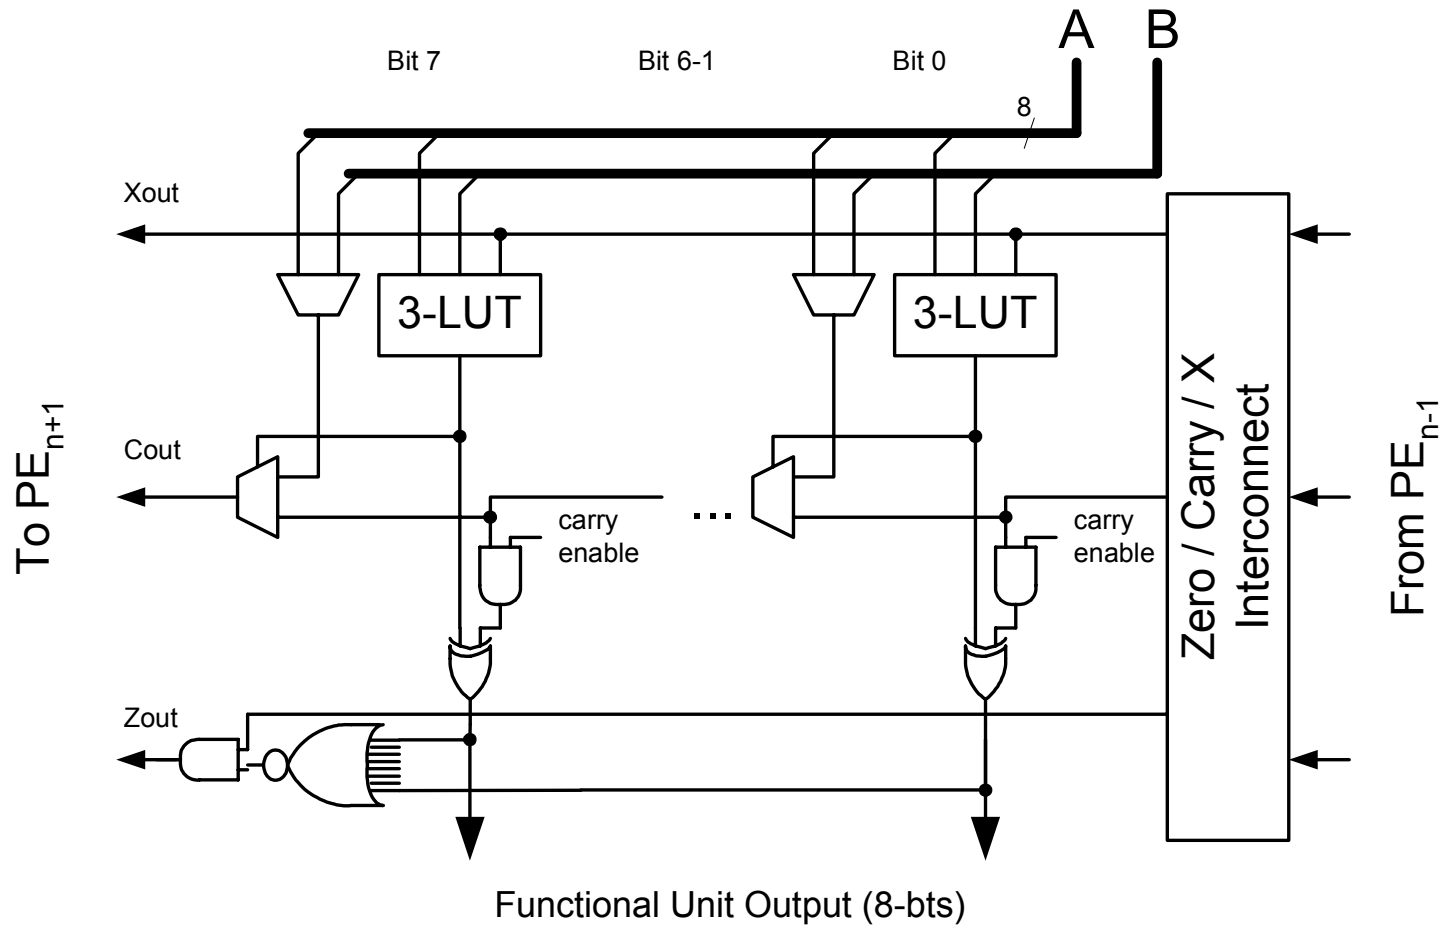 A B
Bit 7 Bit 6-1 Bit 0
8
Xout
3-LUT 3-LUT
Cout
carry
enable
...
carry
enable
To PEn+1
Zero / Carry / X
Interconnect
From PEn-1
Zout
Functional Unit Output (8-bts)